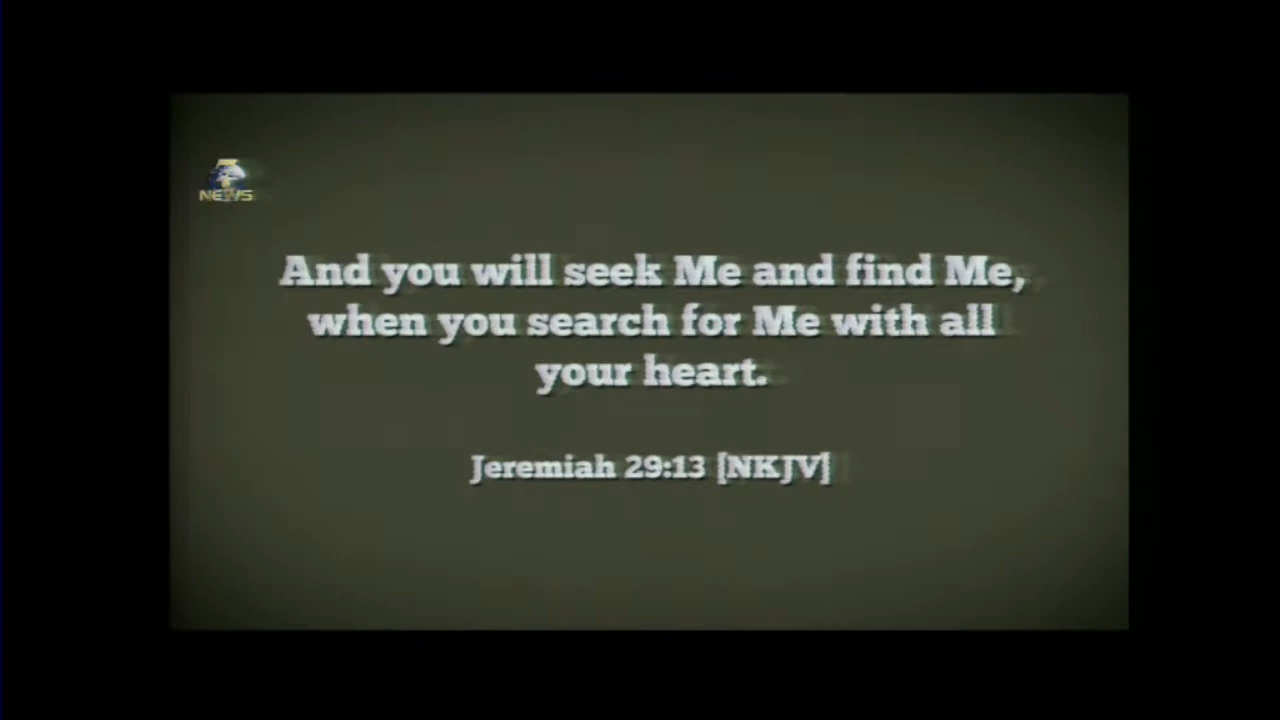 NEWS
And you will seek Me and find Me,
when you search for Me with all
your heart.
Jeremiah 29:13 [NKJV]